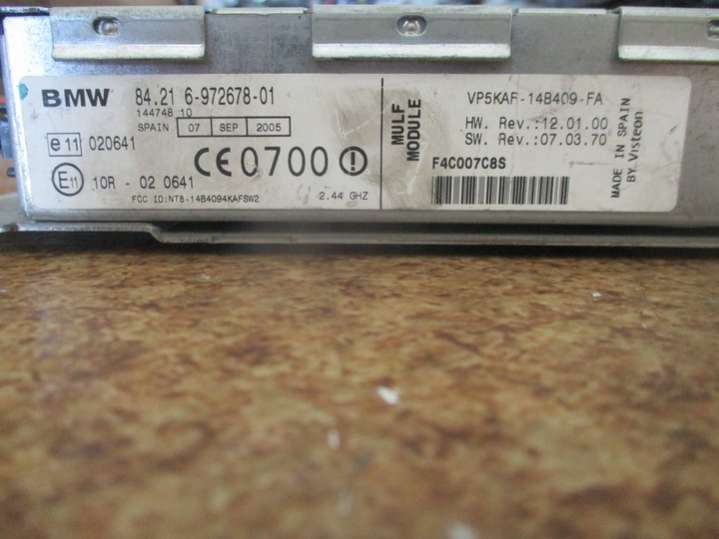 BMW 84.21 6-972678-01
144748 10
SPAIN 07 SEP 2005
e 11 020641
CE0700
E11 10R - 02 0641
FCC ID:NT8-14B4094KAFSW2 2.44 GHZ
MULF
MODULE
VP5KAF-14B409-FA
HW. Rev.:12.01.00
SW. Rev.:07.03.70
F4C007C8S
MADE IN SPAIN
BY Visteon